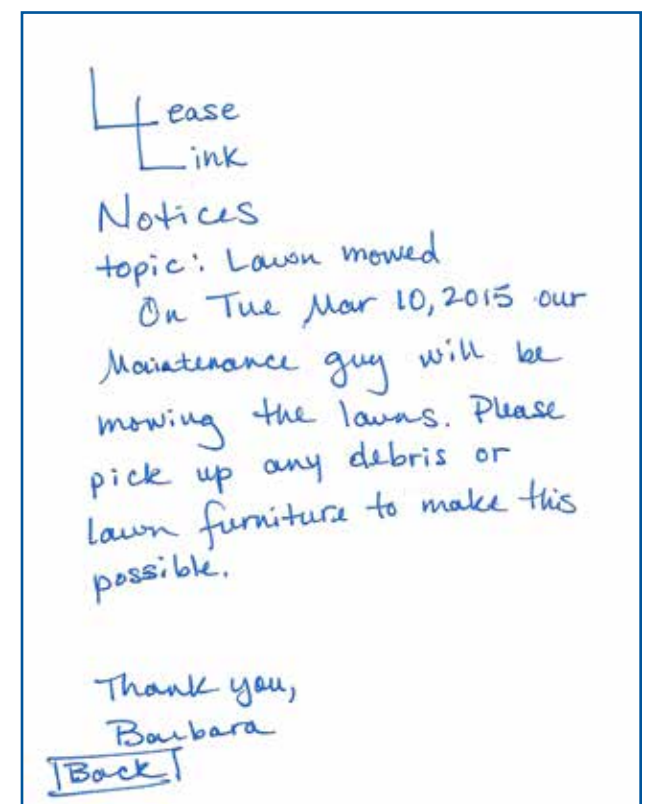 Lease
Link
Notices
topic: Lawn mowed
On Tue Mar 10, 2015 our
Maintenance guy will be
mowing the lawns. Please
pick up any debris or
lawn furniture to make this
possible.
Thank you,
Barbara
Back